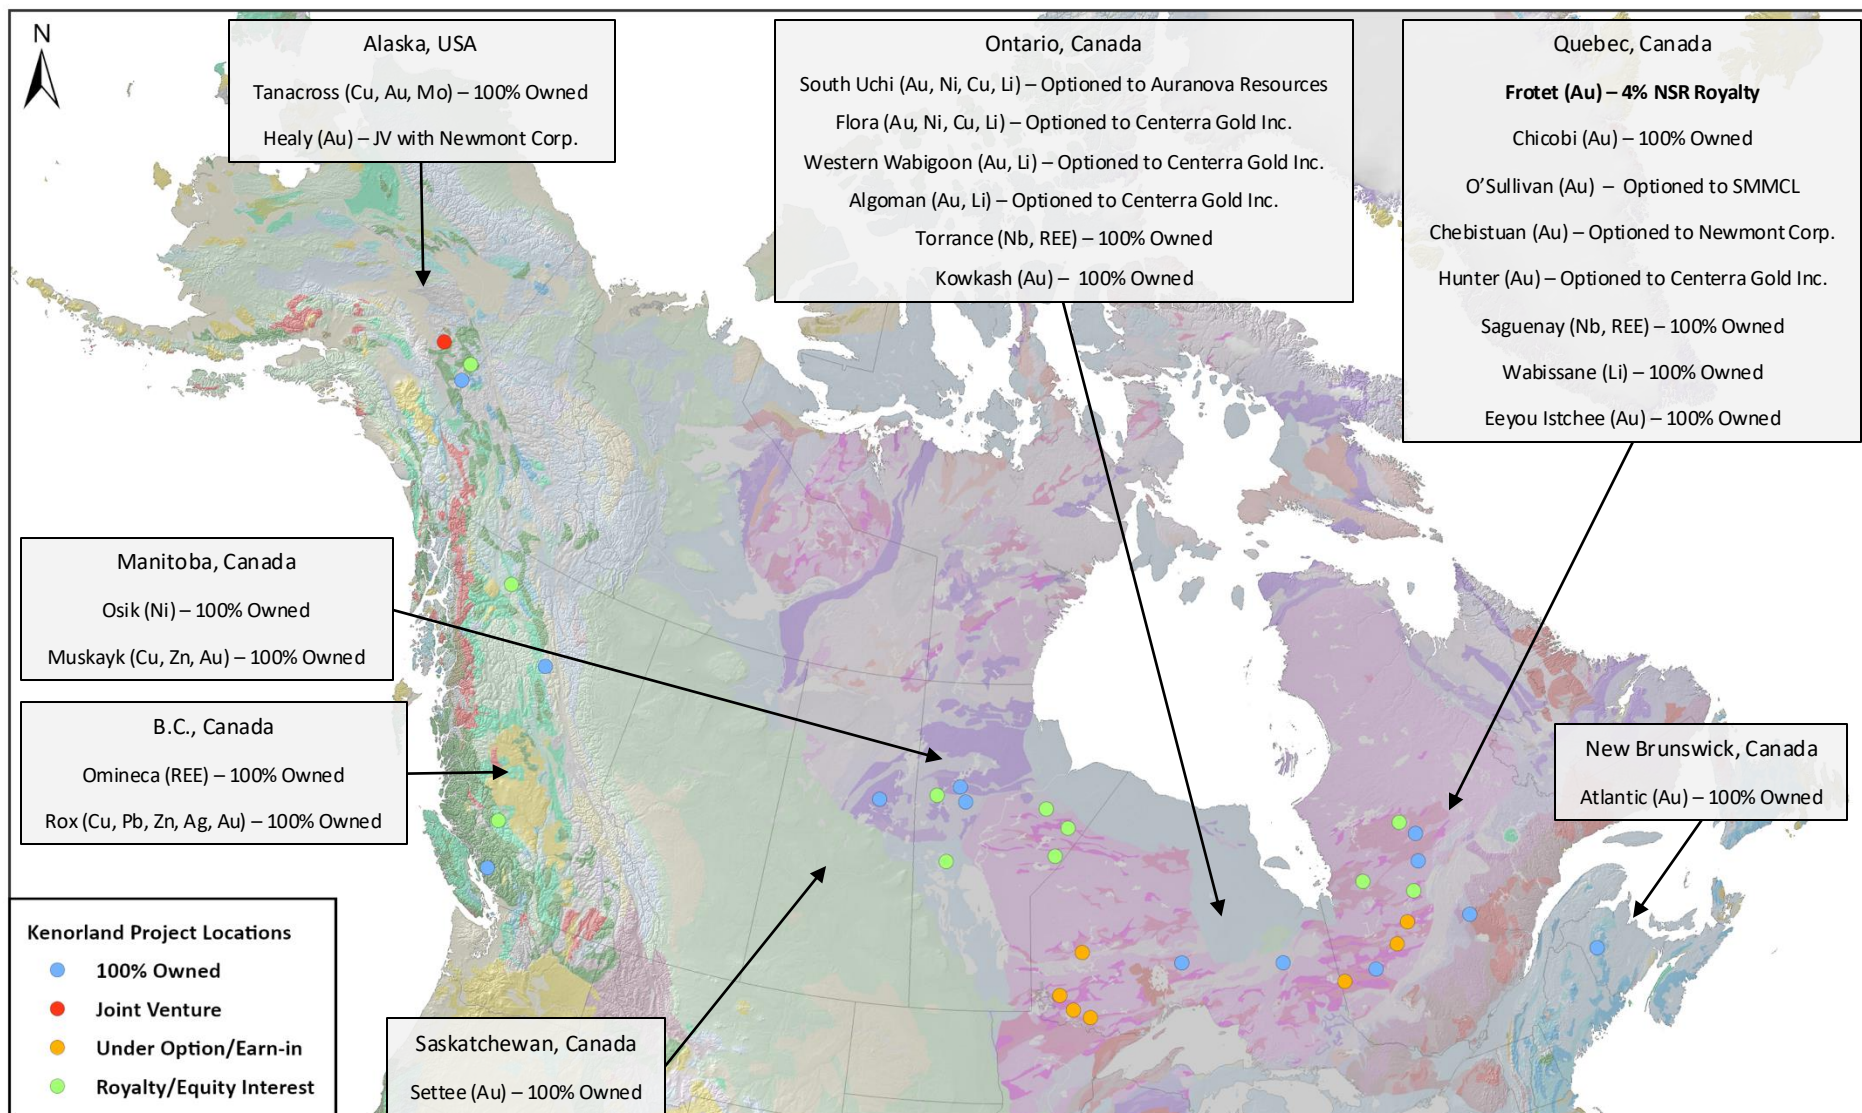 N
Alaska, USA
Tanacross (Cu, Au, Mo) – 100% Owned
Healy (Au) – JV with Newmont Corp.
Ontario, Canada
South Uchi (Au, Ni, Cu, Li) – Optioned to Auranova Resources
Flora (Au, Ni, Cu, Li) – Optioned to Centerra Gold Inc.
Western Wabigoon (Au, Li) – Optioned to Centerra Gold Inc.
Algoman (Au, Li) – Optioned to Centerra Gold Inc.
Torrance (Nb, REE) – 100% Owned
Kowkash (Au) – 100% Owned
Quebec, Canada
Frotet (Au) – 4% NSR Royalty
Chicobi (Au) – 100% Owned
O'Sullivan (Au) – Optioned to SMMCL
Chebistuan (Au) – Optioned to Newmont Corp.
Hunter (Au) – Optioned to Centerra Gold Inc.
Saguenay (Nb, REE) – 100% Owned
Wabissane (Li) – 100% Owned
Eeyou Istchee (Au) – 100% Owned
Manitoba, Canada
Osik (Ni) – 100% Owned
Muskayk (Cu, Zn, Au) – 100% Owned
B.C., Canada
Omineca (REE) – 100% Owned
Rox (Cu, Pb, Zn, Ag, Au) – 100% Owned
New Brunswick, Canada
Atlantic (Au) – 100% Owned
Kenorland Project Locations
100% Owned
Joint Venture
Under Option/Earn-in
Royalty/Equity Interest
Saskatchewan, Canada
Settee (Au) – 100% Owned